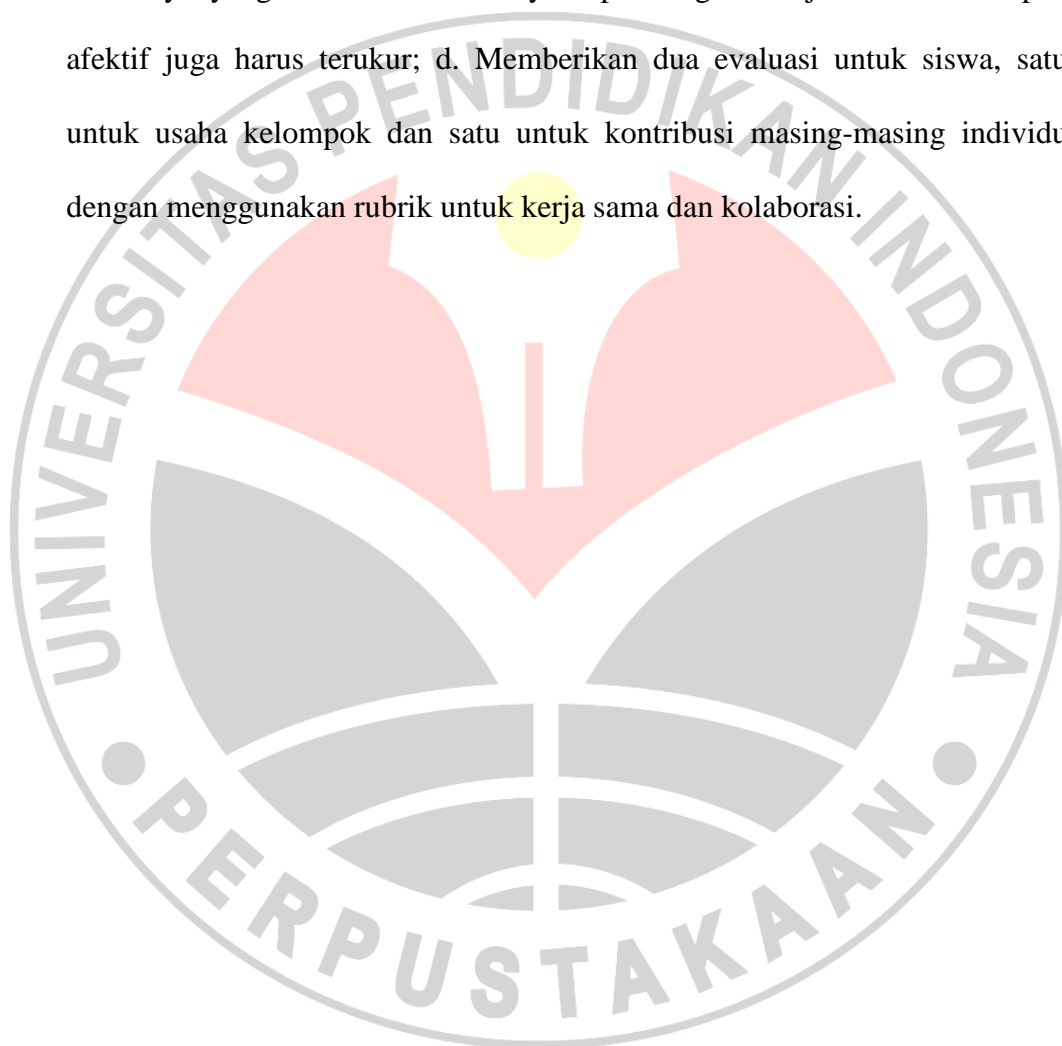 afektif juga harus terukur; d. Memberikan dua evaluasi untuk siswa, satu
untuk usaha kelompok dan satu untuk kontribusi masing-masing individu
dengan menggunakan rubrik untuk kerja sama dan kolaborasi.
UNIVERSITAS PENDIDIKAN INDONESIA
PERPUSTAKAAN